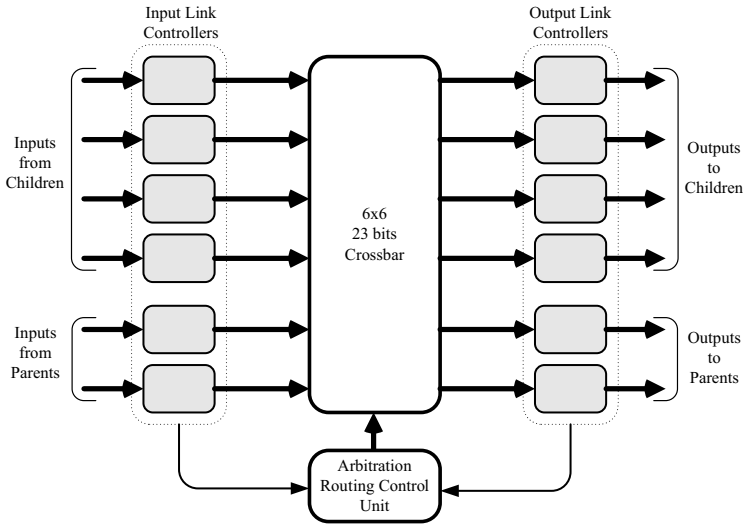 Input Link
Controllers
Output Link
Controllers
Inputs
from
Children
6x6
23 bits
Crossbar
Outputs
to
Children
Inputs
from
Parents
Outputs
to
Parents
Arbitration
Routing Control
Unit